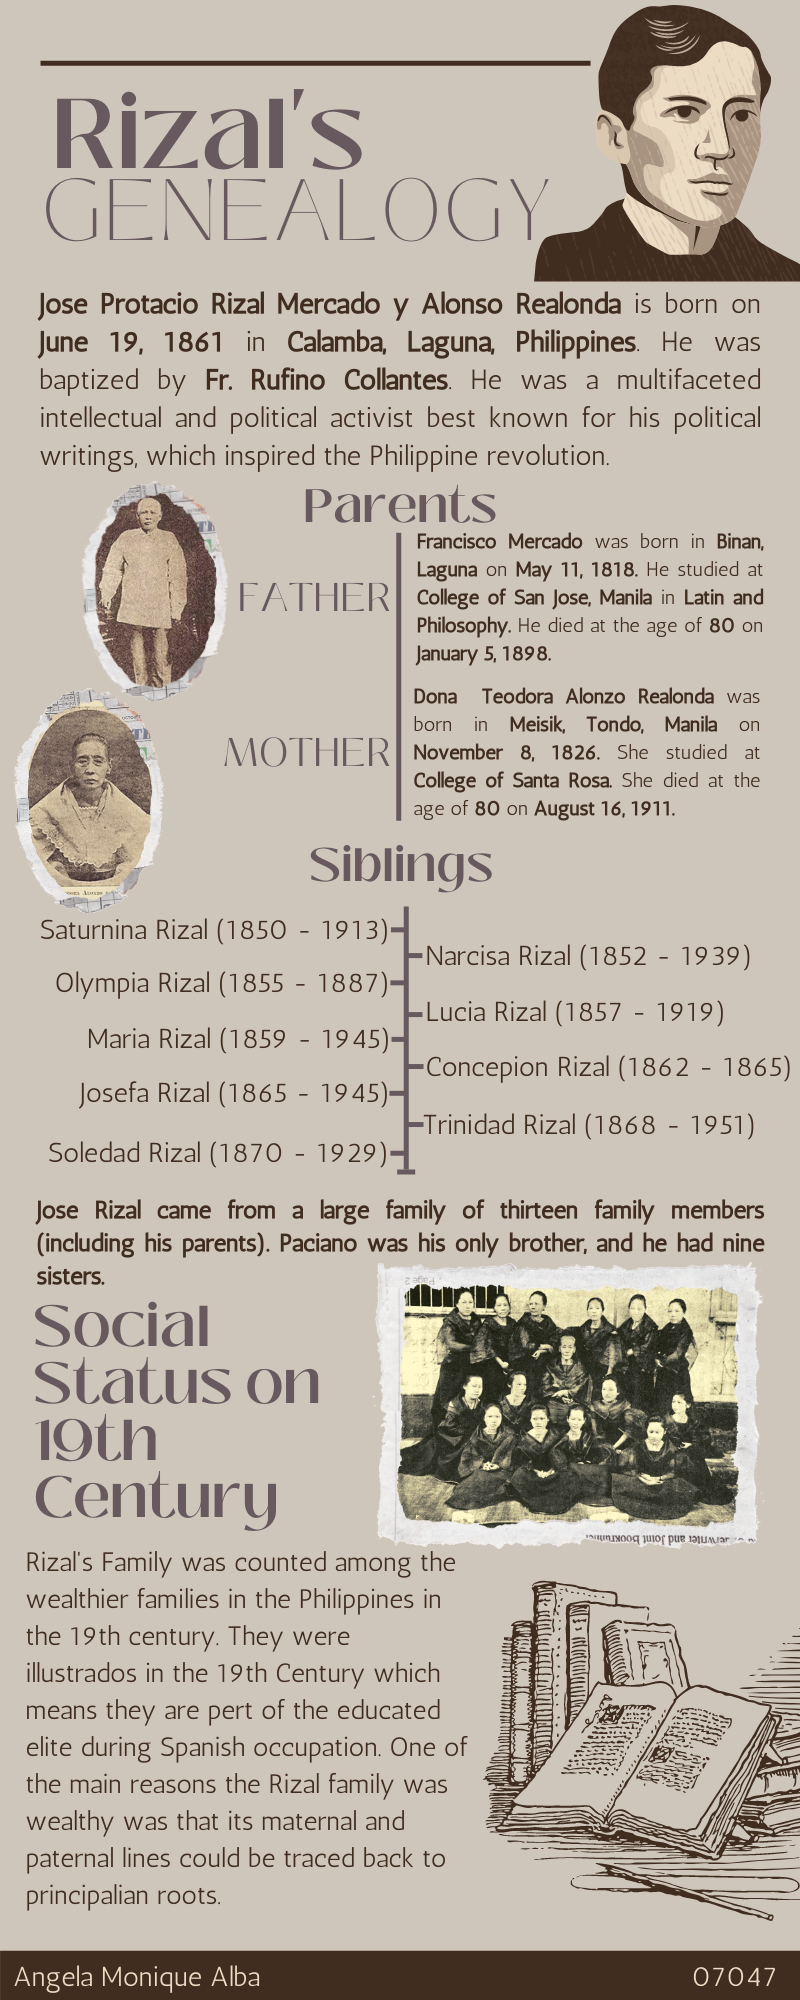 Rizal's
GENEALOGY
Jose Protacio Rizal Mercado y Alonso Realonda is born on
June 19, 1861 in Calamba, Laguna, Philippines. He was
baptized by Fr. Rufino Collantes. He was a multifaceted
intellectual and political activist best known for his political
writings, which inspired the Philippine revolution.
Parents
FATHER
Francisco Mercado was born in Binan,
Laguna on May 11, 1818. He studied at
College of San Jose, Manila in Latin and
Philosophy. He died at the age of 80 on
January 5, 1898.
MOTHER
Dona Teodora Alonzo Realonda was
born in Meisik, Tondo, Manila on
November 8, 1826. She studied at
College of Santa Rosa. She died at the
age of 80 on August 16, 1911.
Siblings
Saturnina Rizal (1850 - 1913)
Narcisa Rizal (1852 - 1939)
Olympia Rizal (1855 - 1887)
Lucia Rizal (1857 - 1919)
Maria Rizal (1859 - 1945)
Concepion Rizal (1862 - 1865)
Josefa Rizal (1865 - 1945)
Trinidad Rizal (1868 - 1951)
Soledad Rizal (1870 - 1929)
Jose Rizal came from a large family of thirteen family members
(including his parents). Paciano was his only brother, and he had nine
sisters.
Page 2
Social
Status on
19th
Century
Joint bookrunner
Rizal's Family was counted among the
wealthier families in the Philippines in
the 19th century. They were
illustrados in the 19th Century which
means they are pert of the educated
elite during Spanish occupation. One of
the main reasons the Rizal family was
wealthy was that its maternal and
paternal lines could be traced back to
principalian roots.
Angela Monique Alba
07047